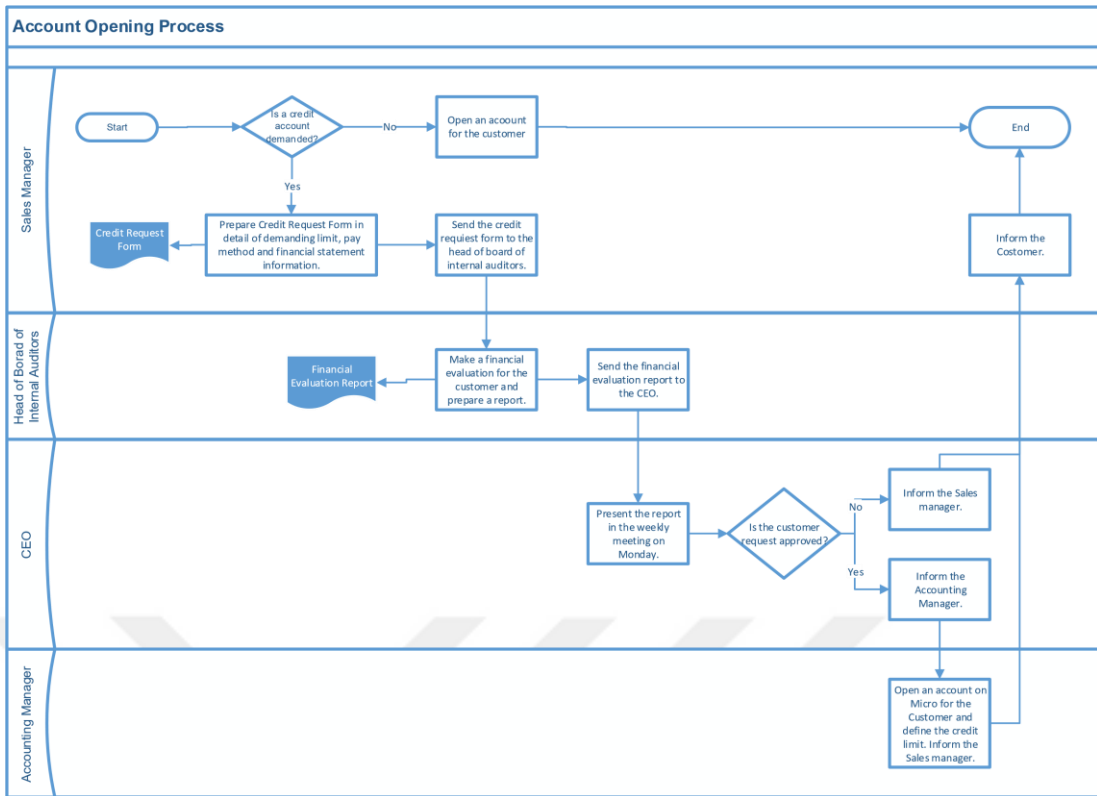 Account Opening Process
Sales Manager
Start
Is a credit
account
demanded?
No
Open an account
for the customer
End
Yes
Credit Request
Form
Prepare Credit Request Form in
detail of demanding limit, pay
method and financial statement
information.
Send the credit
requiest form to the
head of board of
internal auditors.
Inform the
Costomer.
Head of Borad of
Internal Auditors
Financial
Evaluation Report
Make a financial
evaluation for the
customer and
prepare a report.
Send the financial
evaluation report to
the CEO.
CEO
Present the report
in the weekly
meeting on
Monday.
Is the customer
request approved?
No
Inform the Sales
manager.
Yes
Inform the
Accounting
Manager.
Accounting Manager
Open an account on
Micro for the
Customer and
define the credit
limit. Inform the
Sales manager.